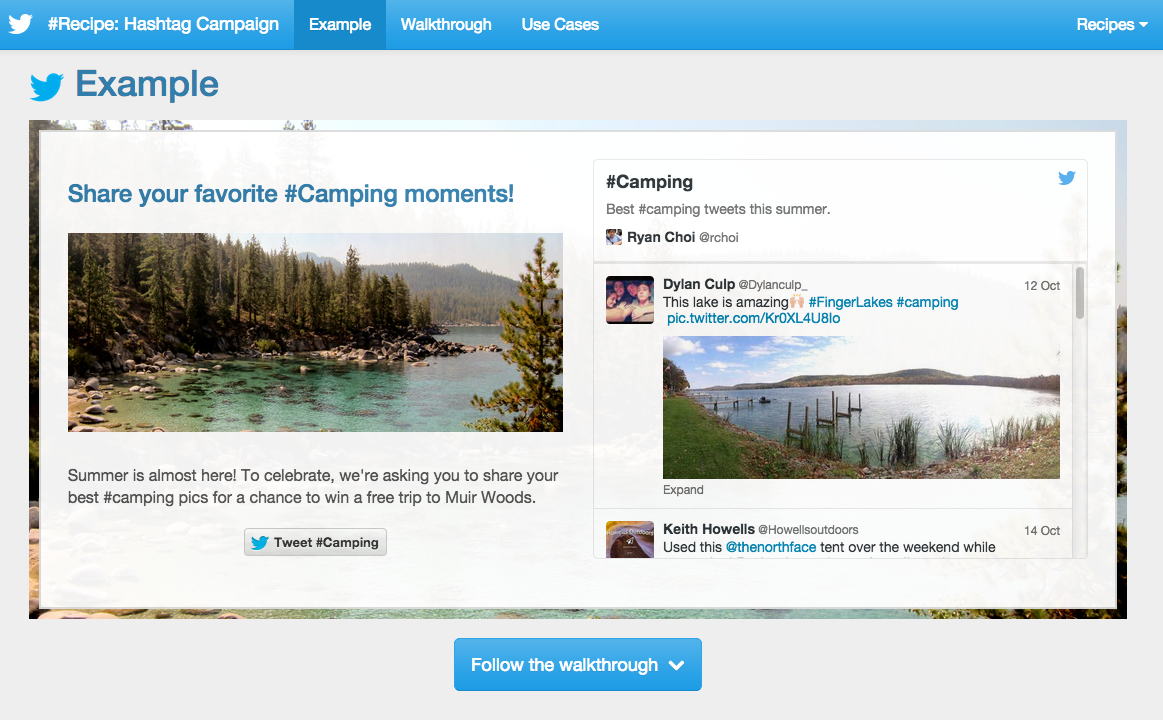 #Recipe: Hashtag Campaign
Example
Walkthrough
Use Cases
Recipes
Example
Share your favorite #Camping moments!
Summer is almost here! To celebrate, we're asking you to share your
best #camping pics for a chance to win a free trip to Muir Woods.
Tweet #Camping
#Camping
Best #camping tweets this summer.
Ryan Choi @rchoi
Dylan Culp @Dylanculp_ 12 Oct
This lake is amazing🙌🏻 #FingerLakes #camping
pic.twitter.com/Kr0XL4U8lo
Expand
Keith Howells @Howellsoutdoors 14 Oct
Used this @thenorthface tent over the weekend while
Follow the walkthrough